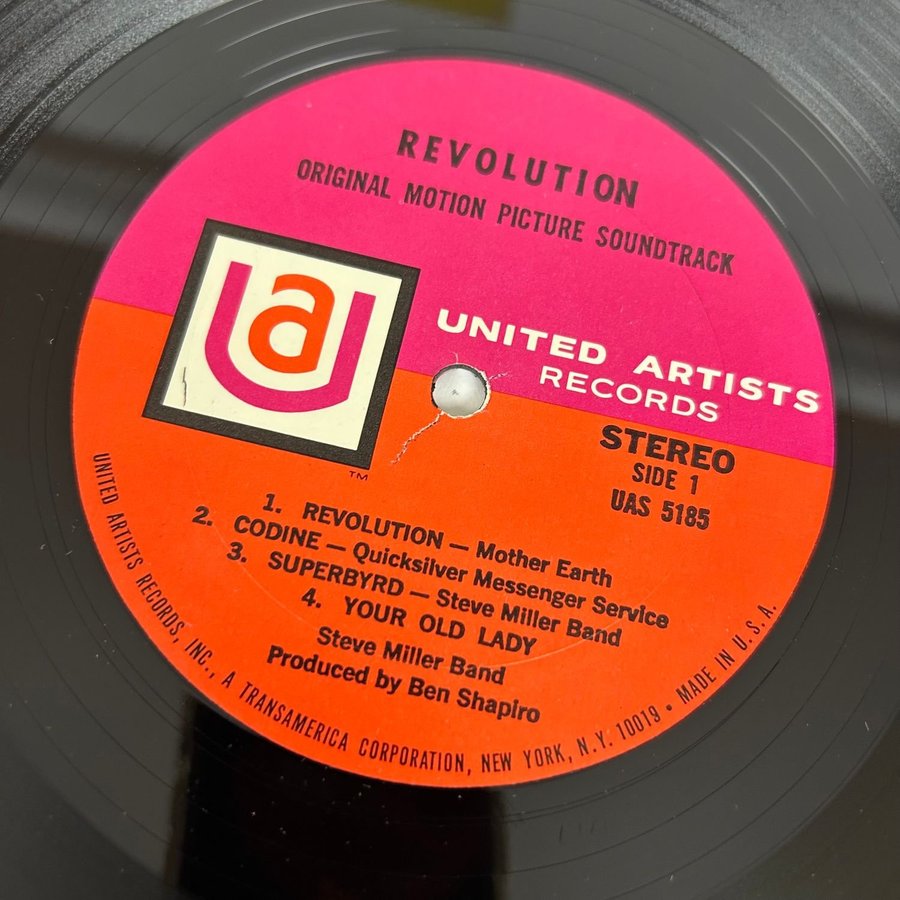 REVOLUTION
ORIGINAL MOTION PICTURE SOUNDTRACK
ua
™
UNITED ARTISTS
RECORDS
STEREO
SIDE 1
UAS 5185
1. REVOLUTION — Mother Earth
2. CODINE — Quicksilver Messenger Service
3. SUPERBYRD — Steve Miller Band
4. YOUR OLD LADY
Steve Miller Band
Produced by Ben Shapiro
UNITED ARTISTS RECORDS, INC., A TRANSAMERICA CORPORATION, NEW YORK, N.Y. 10019 • MADE IN U.S.A.